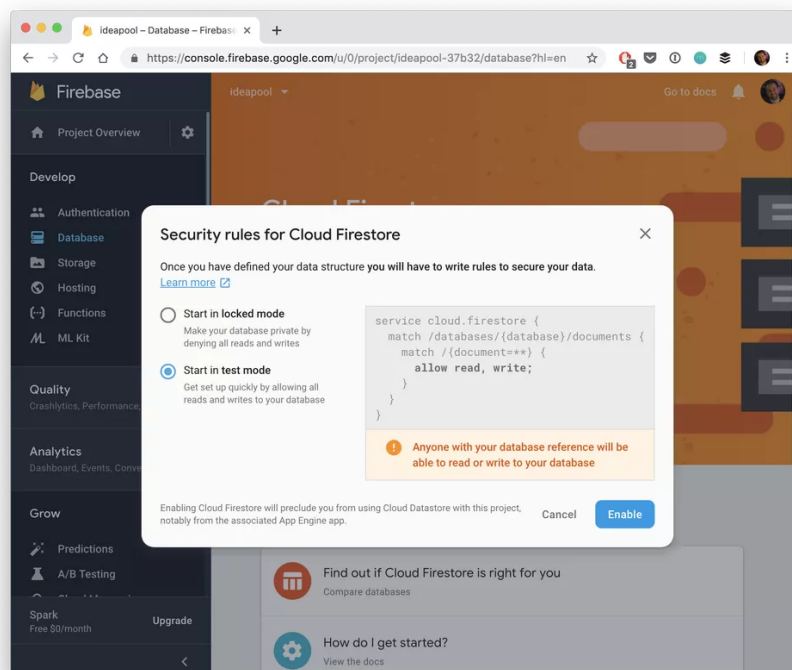 ideapool – Database – Firebase
https://console.firebase.google.com/u/0/project/ideapool-37b32/database?hl=en
2
Firebase
ideapool
Go to docs
Project Overview
Develop
Authentication
Database
Storage
Hosting
Functions
ML Kit
Quality
Crashlytics, Performance,
Analytics
Dashboard, Events, Conve
Grow
Predictions
A/B Testing
Spark
Free $0/month
Upgrade
Security rules for Cloud Firestore
Once you have defined your data structure you will have to write rules to secure your data.
Learn more
Start in locked mode
Make your database private by
denying all reads and writes
Start in test mode
Get set up quickly by allowing all
reads and writes to your database
service cloud.firestore {
match /databases/{database}/documents {
match /{document=**} {
allow read, write;
}
}
}
Anyone with your database reference will be
able to read or write to your database
Enabling Cloud Firestore will preclude you from using Cloud Datastore with this project,
notably from the associated App Engine app.
Cancel
Enable
Find out if Cloud Firestore is right for you
Compare databases
How do I get started?
View the docs